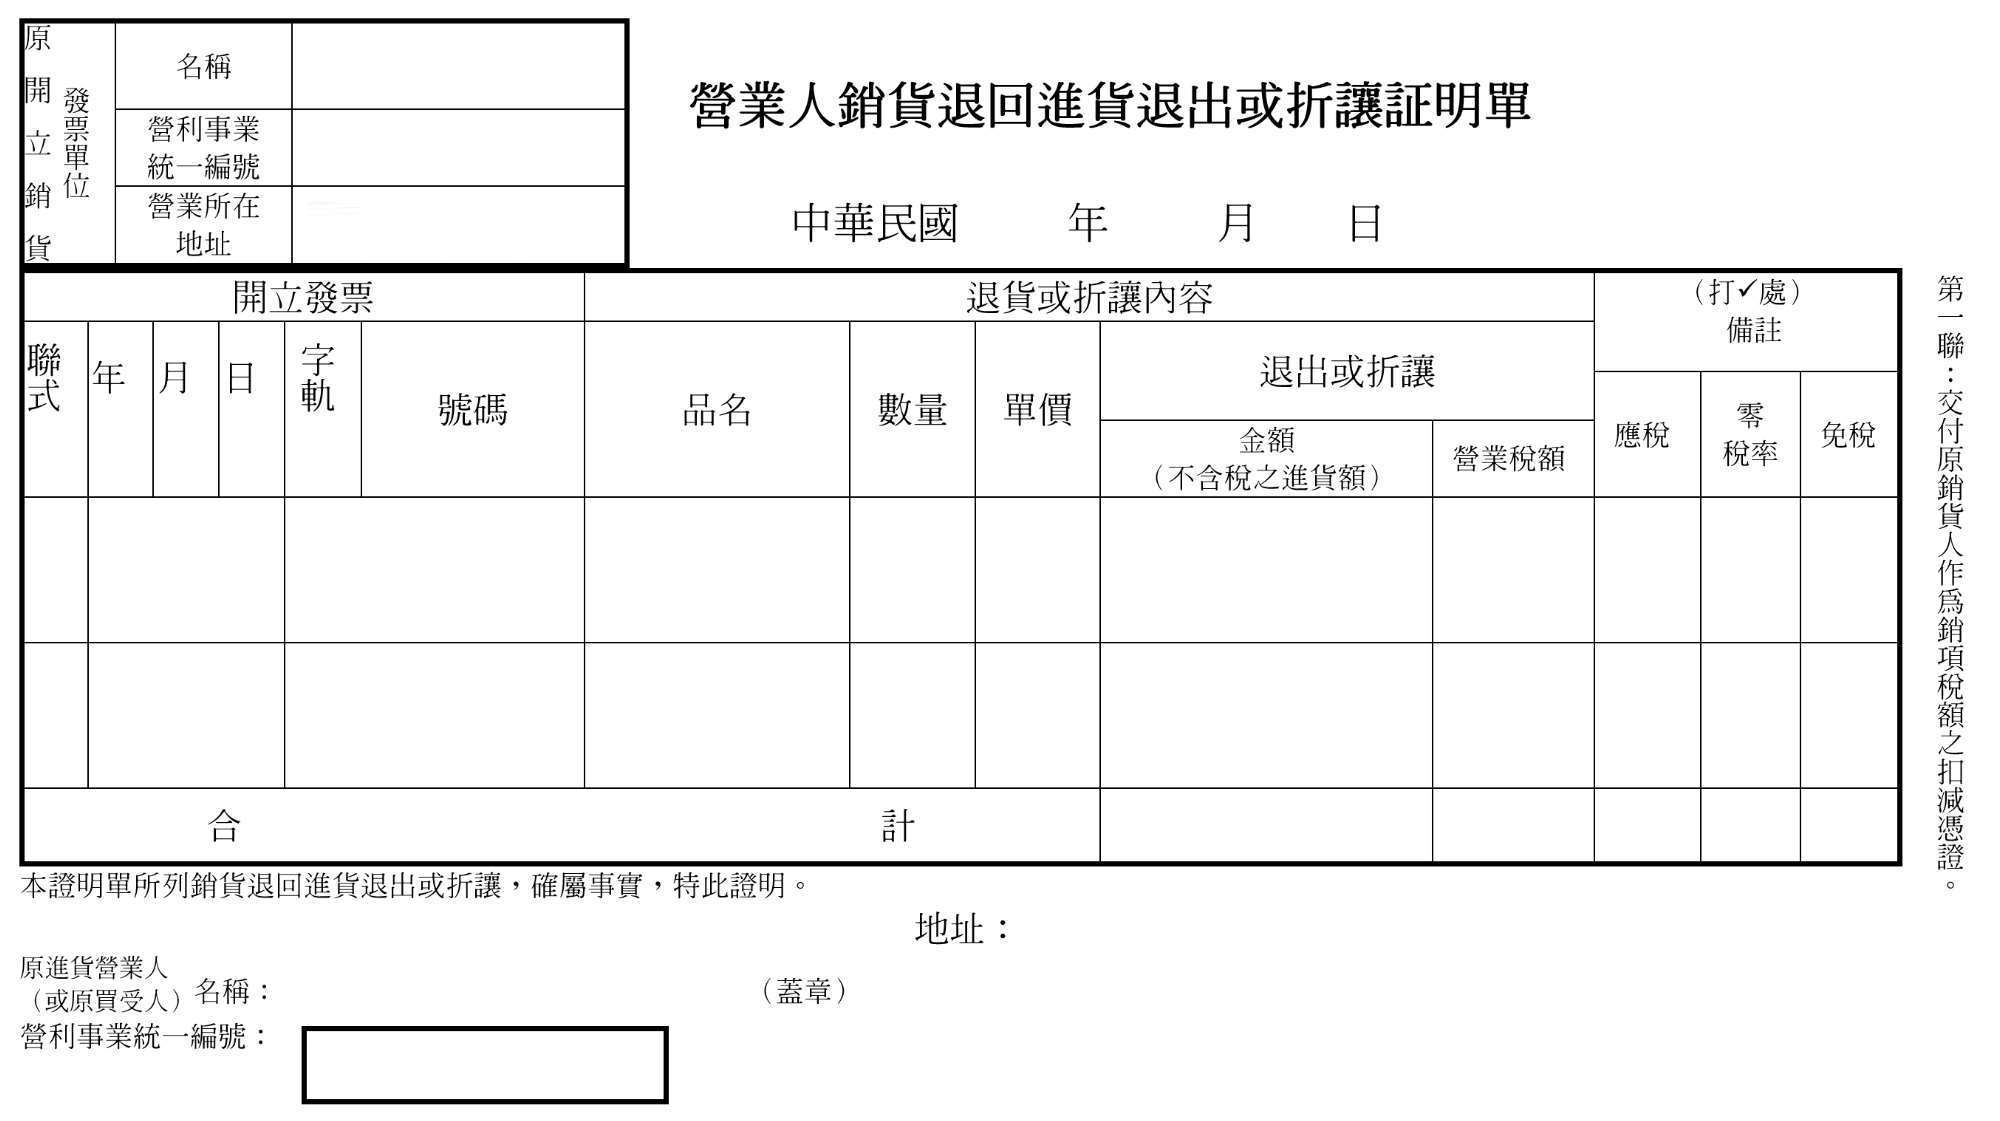 原開立銷貨
發票單位
名稱
營利事業
統一編號
營業所在
地址
營業人銷貨退回進貨退出或折讓証明單
中華民國 年 月 日
開立發票
退貨或折讓內容
（打✓處）
備註
聯式
年
月
日
字軌
號碼
品名
數量
單價
退出或折讓
金額
（不含稅之進貨額）
營業稅額
應稅
零
稅率
免稅
合 計
第一聯：交付原銷貨人作為銷項稅額之扣減憑證。
本證明單所列銷貨退回進貨退出或折讓，確屬事實，特此證明。
地址：
原進貨營業人
（或原買受人）名稱：
（蓋章）
營利事業統一編號：